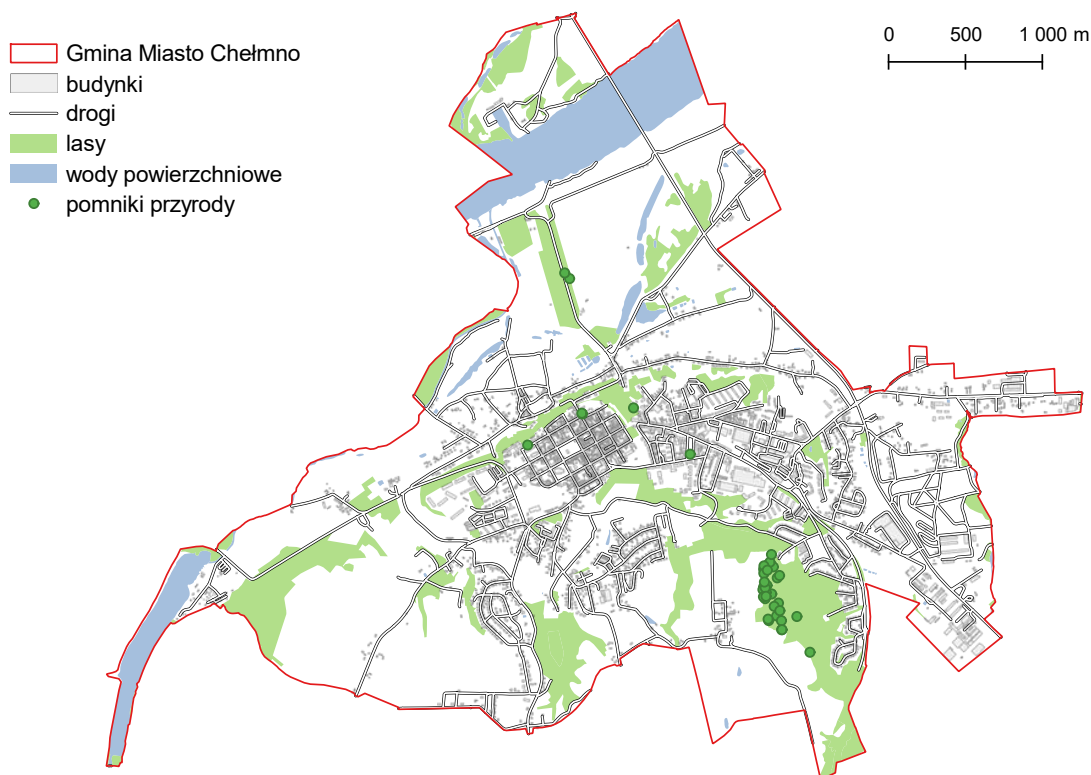 Gmina Miasto Chełmno
budynki
drogi
lasy
wody powierzchniowe
pomniki przyrody
0 500 1 000 m